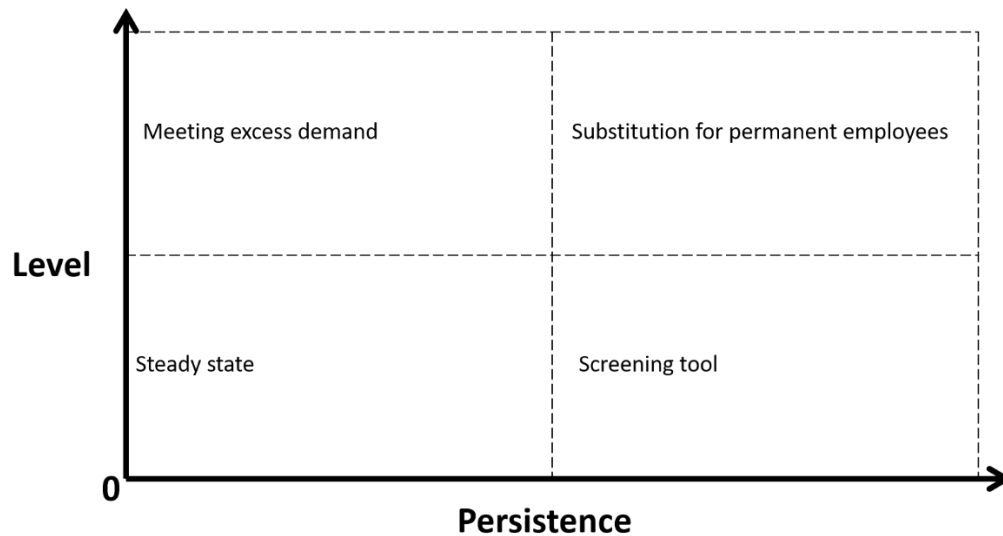 Meeting excess demand
Substitution for permanent employees
Level
Steady state
Screening tool
0
Persistence